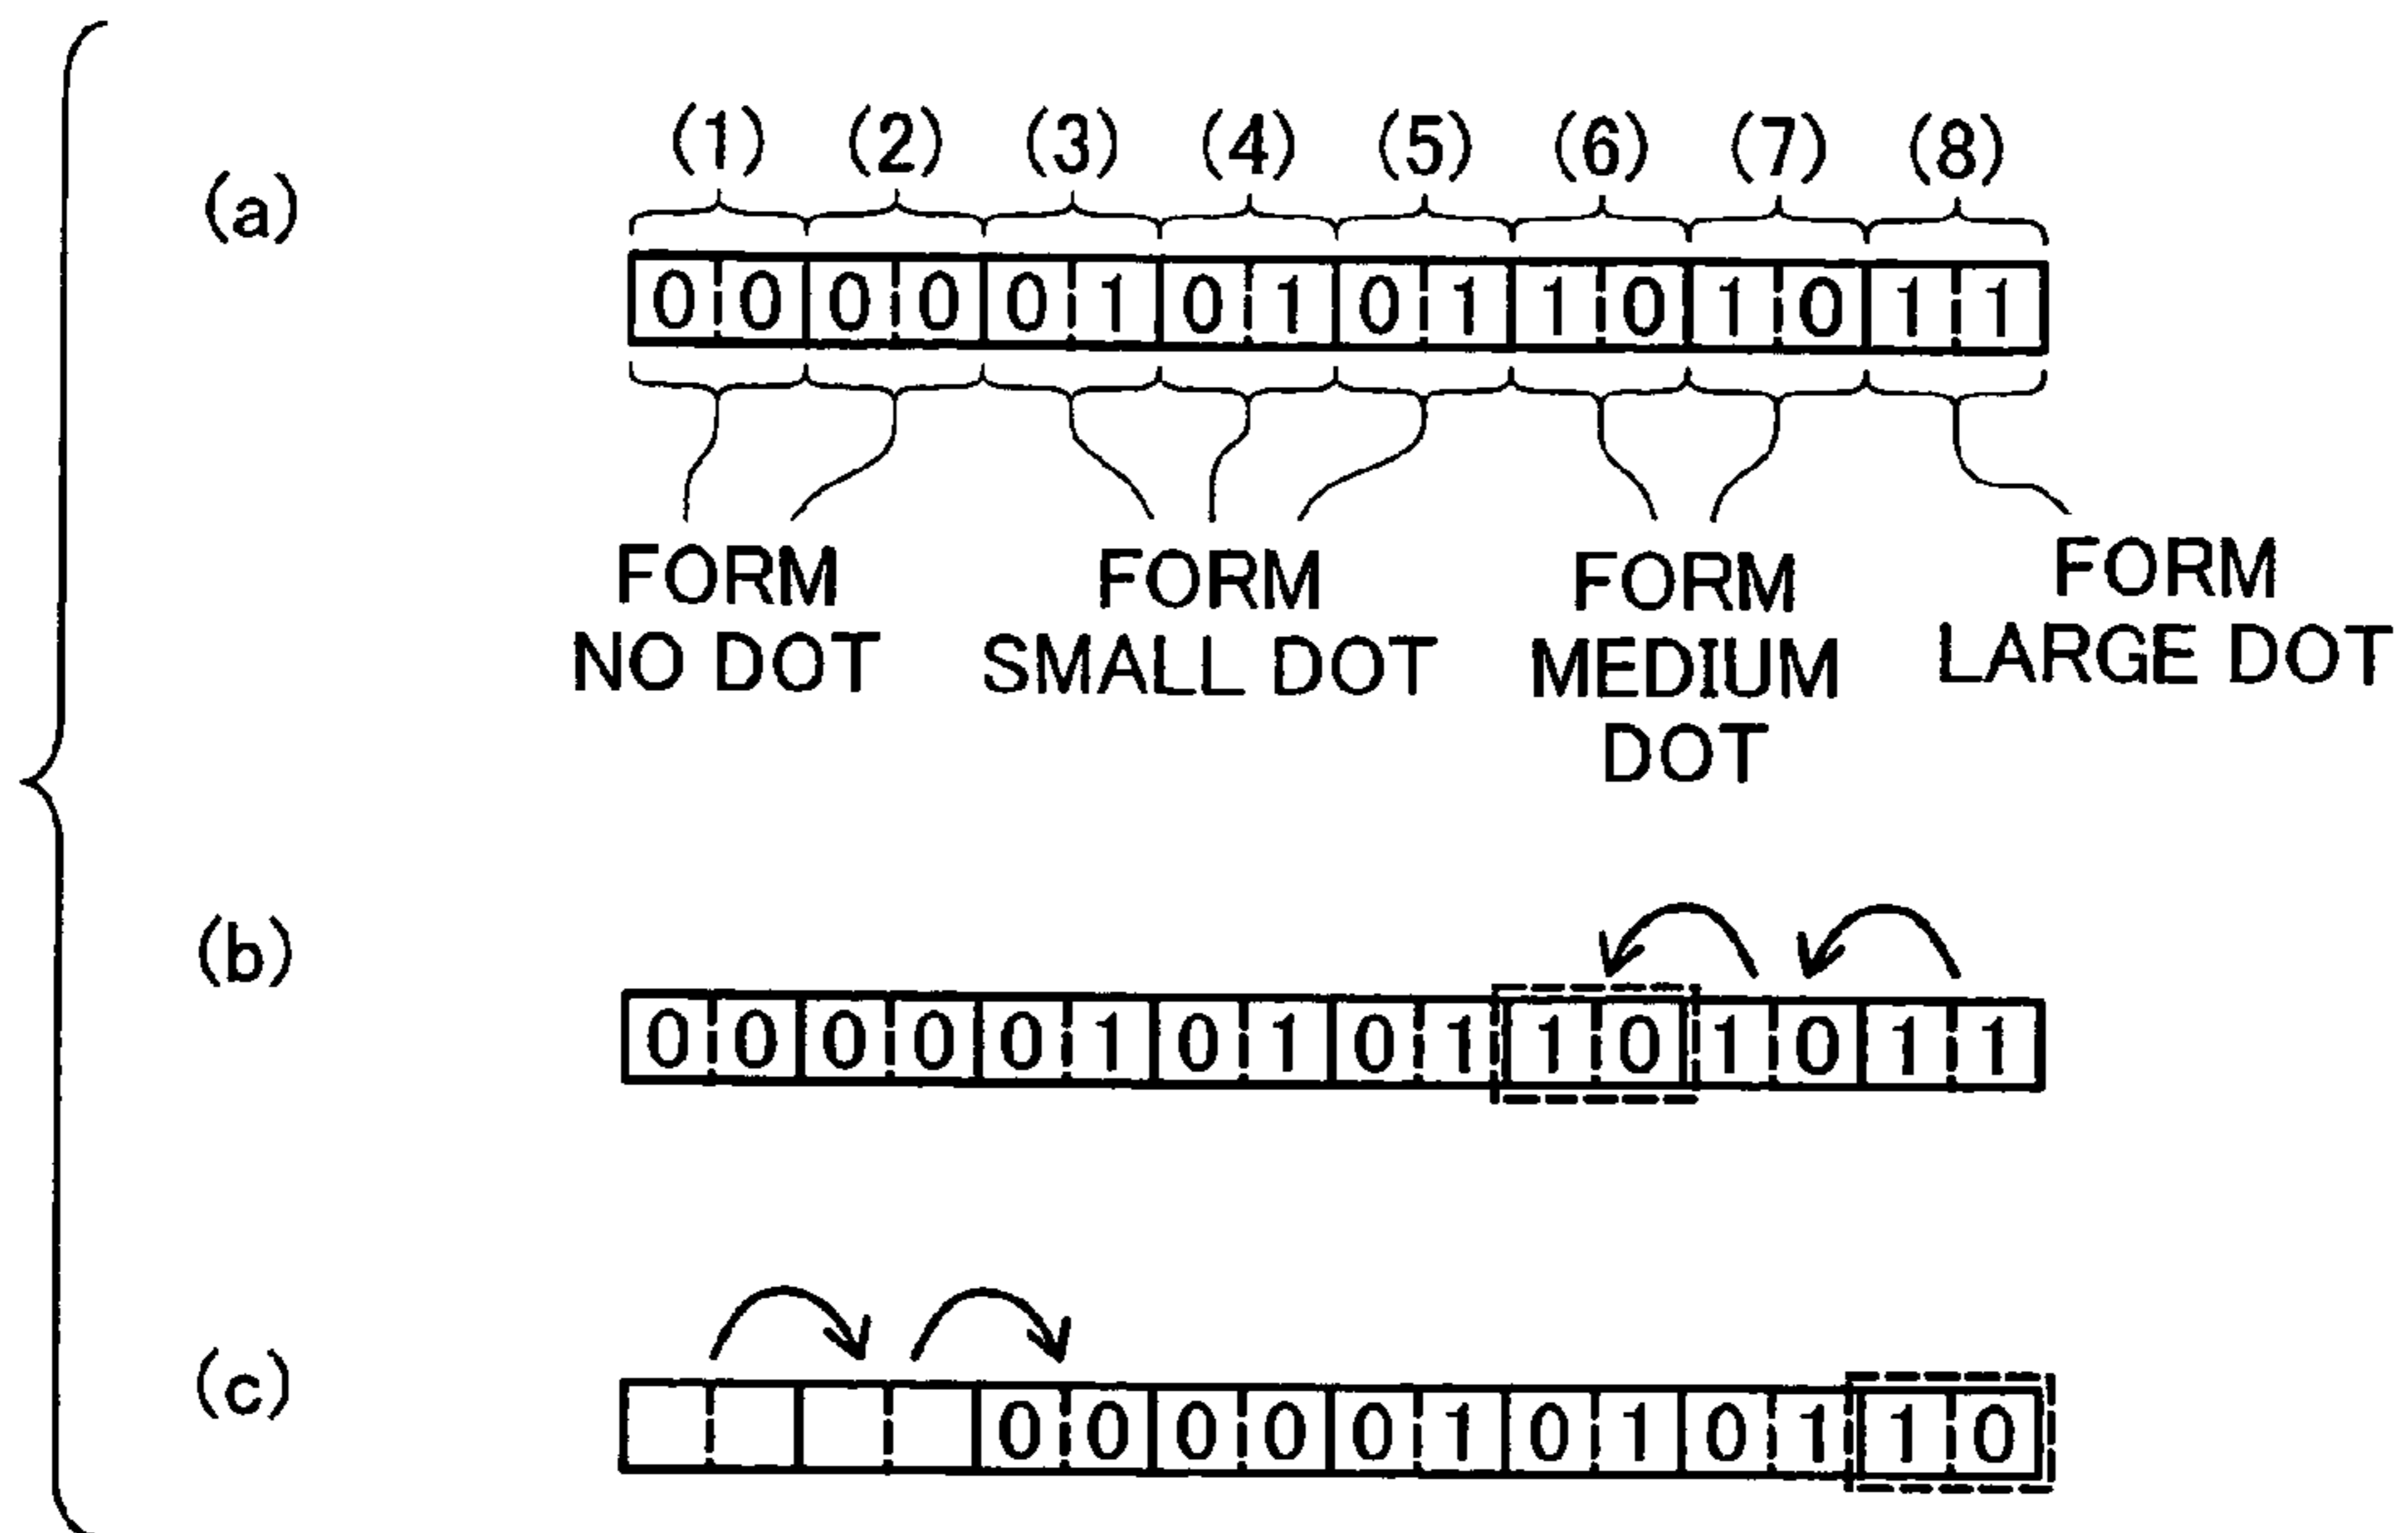 (1) (2) (3) (4) (5) (6) (7) (8)
(a)
0 0 0 0 0 1 0 1 0 1 1 0 1 0 1 1
FORM NO DOT
FORM SMALL DOT
FORM MEDIUM DOT
FORM LARGE DOT
(b)
0 0 0 0 0 1 0 1 0 1 1 0 1 0 1 1
(c)
0 0 0 0 0 1 0 1 0 1 1 0